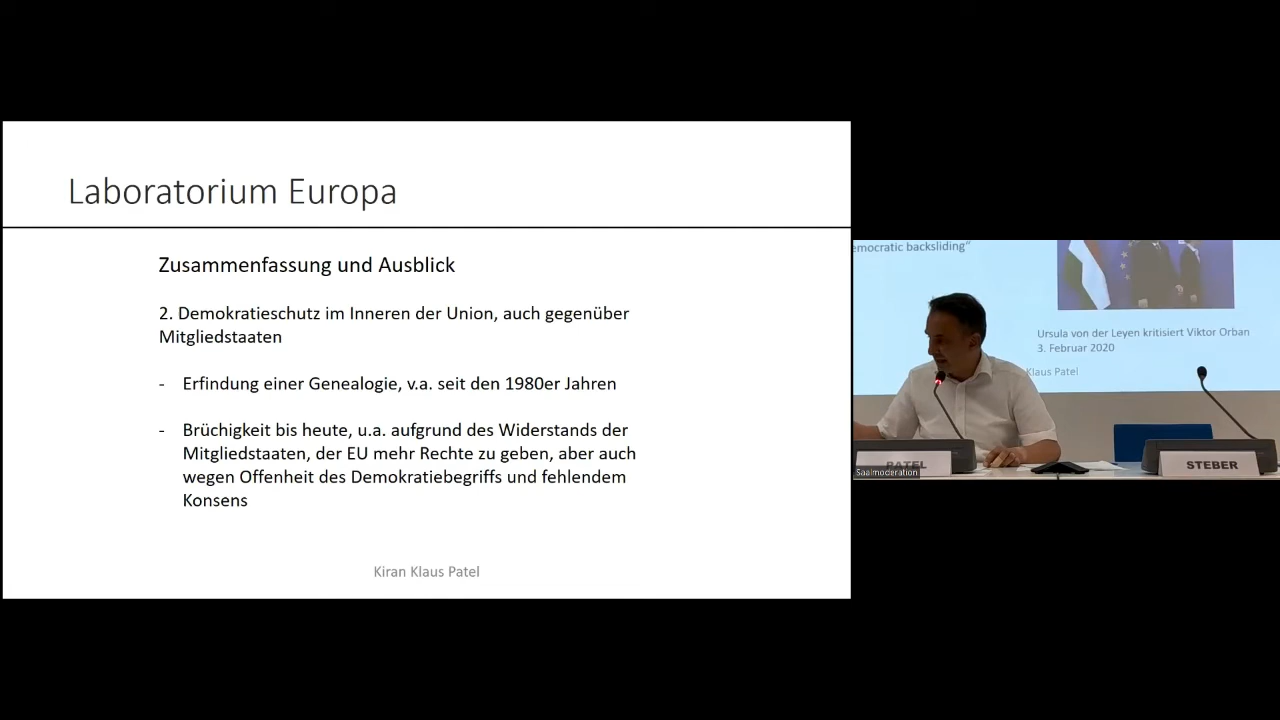 Laboratorium Europa
Zusammenfassung und Ausblick
2. Demokratieschutz im Inneren der Union, auch gegenüber
Mitgliedstaaten
- Erfindung einer Genealogie, v.a. seit den 1980er Jahren
- Brüchigkeit bis heute, u.a. aufgrund des Widerstands der
Mitgliedstaaten, der EU mehr Rechte zu geben, aber auch
wegen Offenheit des Demokratiebegriffs und fehlendem
Konsens
Kiran Klaus Patel
emocratic backsliding“
Ursula von der Leyen kritisiert Viktor Orban
3. Februar 2020
Klaus Patel
PATEL
Saalmoderation
STEBER